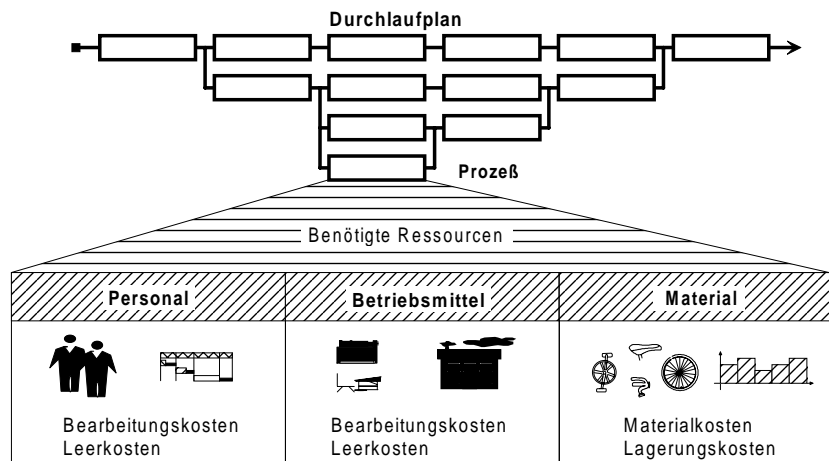 Durchlaufplan
Prozeß
Benötigte Ressourcen
Personal
Betriebsmittel
Material
Bearbeitungskosten
Leerkosten
Bearbeitungskosten
Leerkosten
Materialkosten
Lagerungskosten